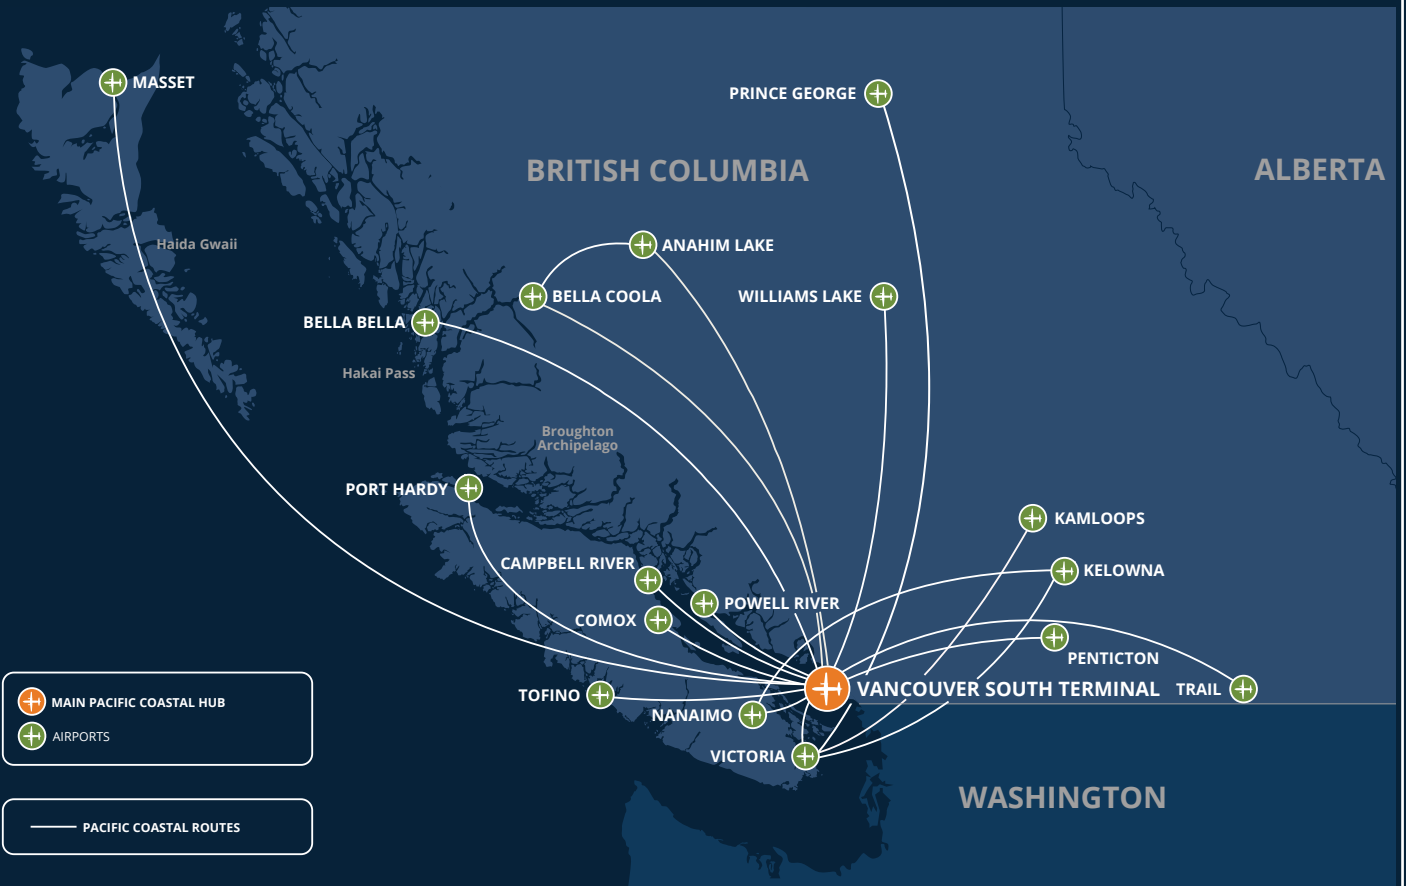 MASSET
PRINCE GEORGE
BRITISH COLUMBIA
ALBERTA
Haida Gwaii
ANAHIM LAKE
BELLA COOLA
WILLIAMS LAKE
BELLA BELLA
Hakai Pass
Broughton
Archipelago
PORT HARDY
KAMLOOPS
CAMPBELL RIVER
KELOWNA
POWELL RIVER
COMOX
PENTICTON
VANCOUVER SOUTH TERMINAL
TRAIL
TOFINO
NANAIMO
VICTORIA
WASHINGTON
MAIN PACIFIC COASTAL HUB
AIRPORTS
PACIFIC COASTAL ROUTES